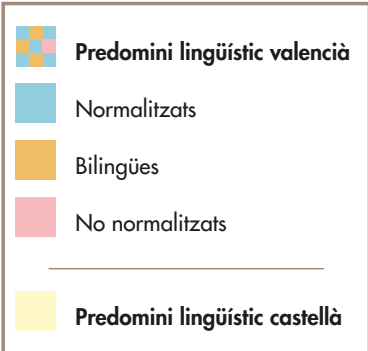 Predomini lingüístic valencià
Normalitzats
Bilingües
No normalitzats
Predomini lingüístic castellà